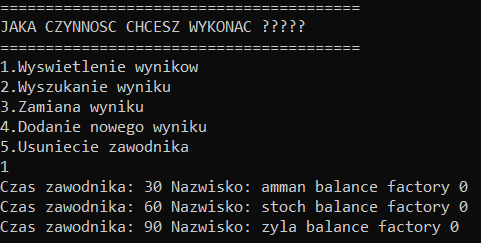 ========================================
JAKA CZYNNOSC CHCESZ WYKONAC ?????
========================================
1.Wyswietlenie wynikow
2.Wyszukanie wyniku
3.Zamiana wyniku
4.Dodanie nowego wyniku
5.Usuniecie zawodnika
1
Czas zawodnika: 30 Nazwisko: amman balance factory 0
Czas zawodnika: 60 Nazwisko: stoch balance factory 0
Czas zawodnika: 90 Nazwisko: zyla balance factory 0